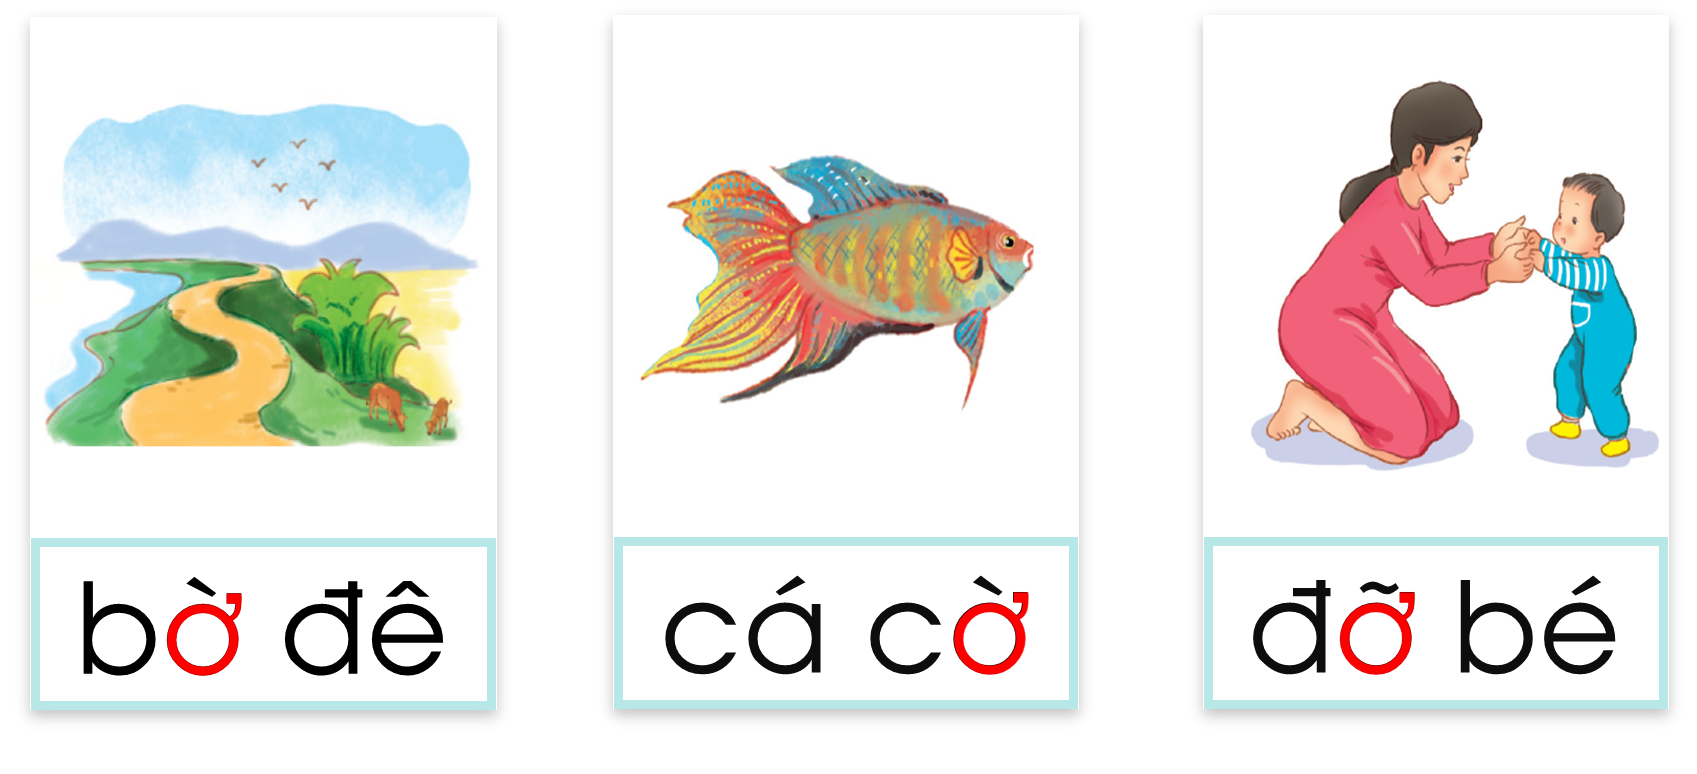 bờ đê
cá cờ
đỡ bé